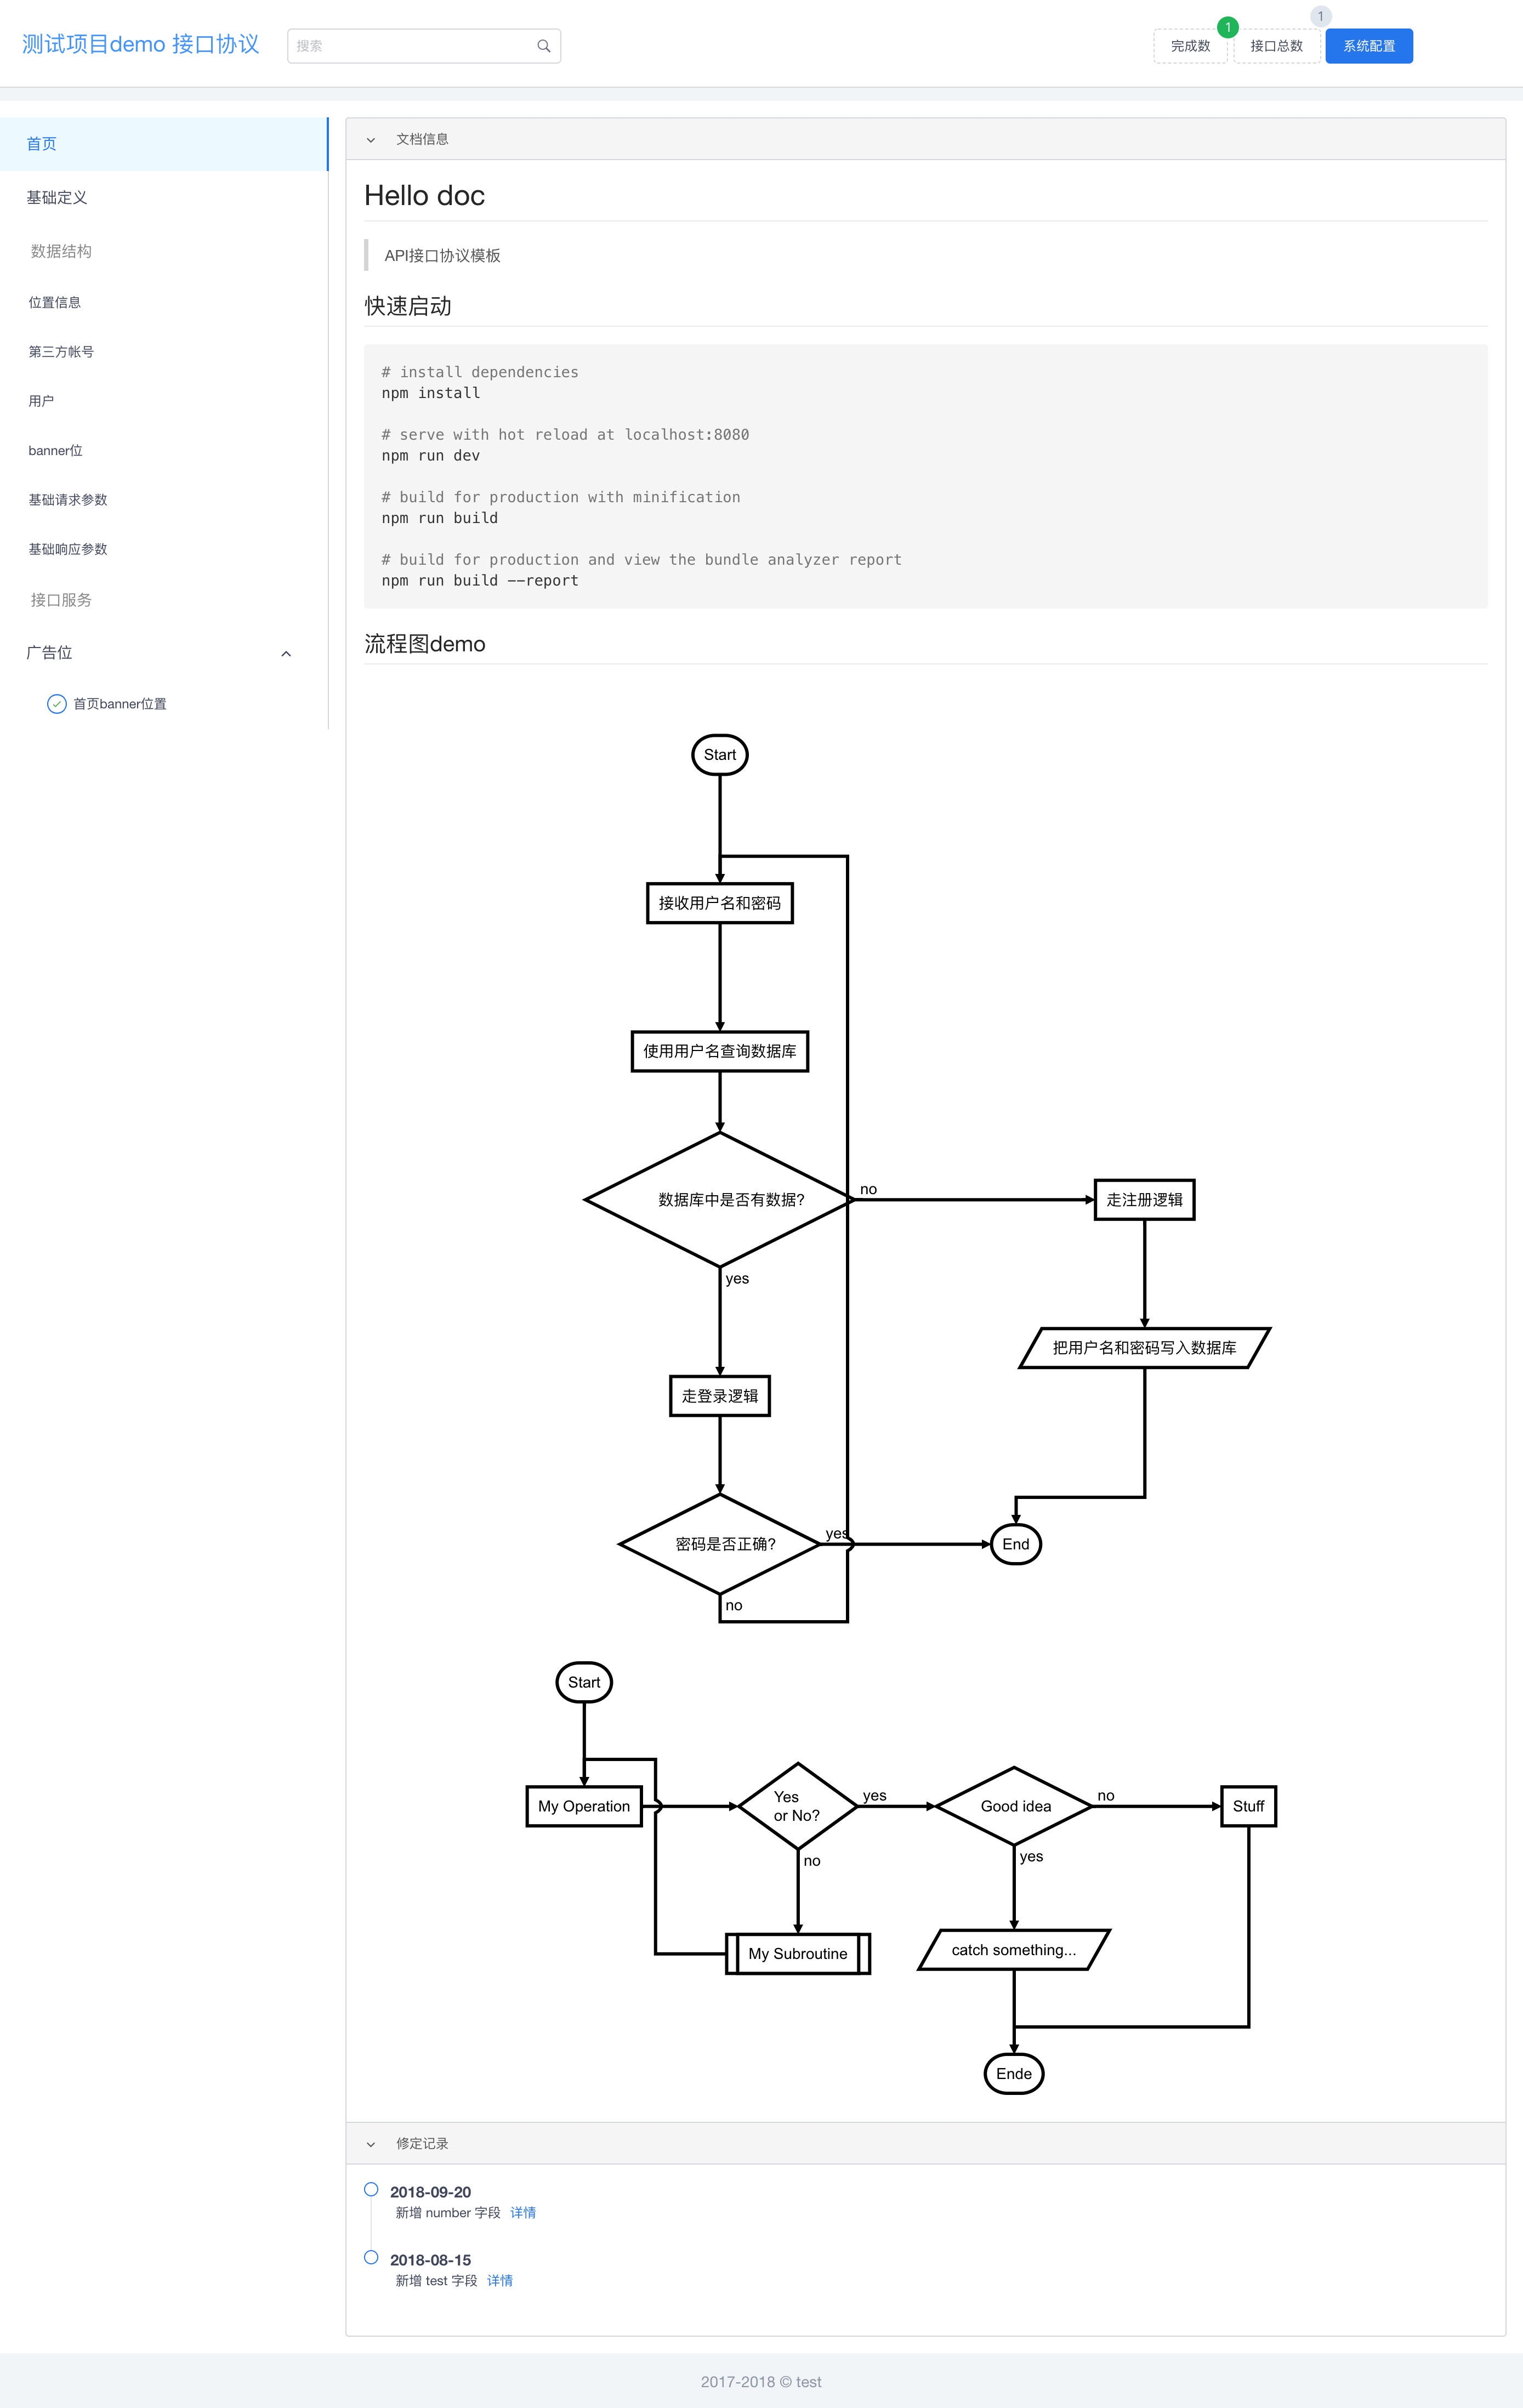 测试项目demo 接口协议
搜索
完成数
1
接口总数
1
系统配置
首页
基础定义
数据结构
位置信息
第三方帐号
用户
banner位
基础请求参数
基础响应参数
接口服务
广告位
首页banner位置
文档信息
Hello doc
API接口协议模板
快速启动
# install dependencies
npm install
# serve with hot reload at localhost:8080
npm run dev
# build for production with minification
npm run build
# build for production and view the bundle analyzer report
npm run build --report
流程图demo
Start
接收用户名和密码
使用用户名查询数据库
数据库中是否有数据?
no
走注册逻辑
yes
把用户名和密码写入数据库
走登录逻辑
密码是否正确?
yes
End
no
Start
My Operation
Yes
or No?
yes
Good idea
no
Stuff
no
yes
My Subroutine
catch something...
Ende
修定记录
2018-09-20
新增 number 字段 详情
2018-08-15
新增 test 字段 详情
2017-2018 © test